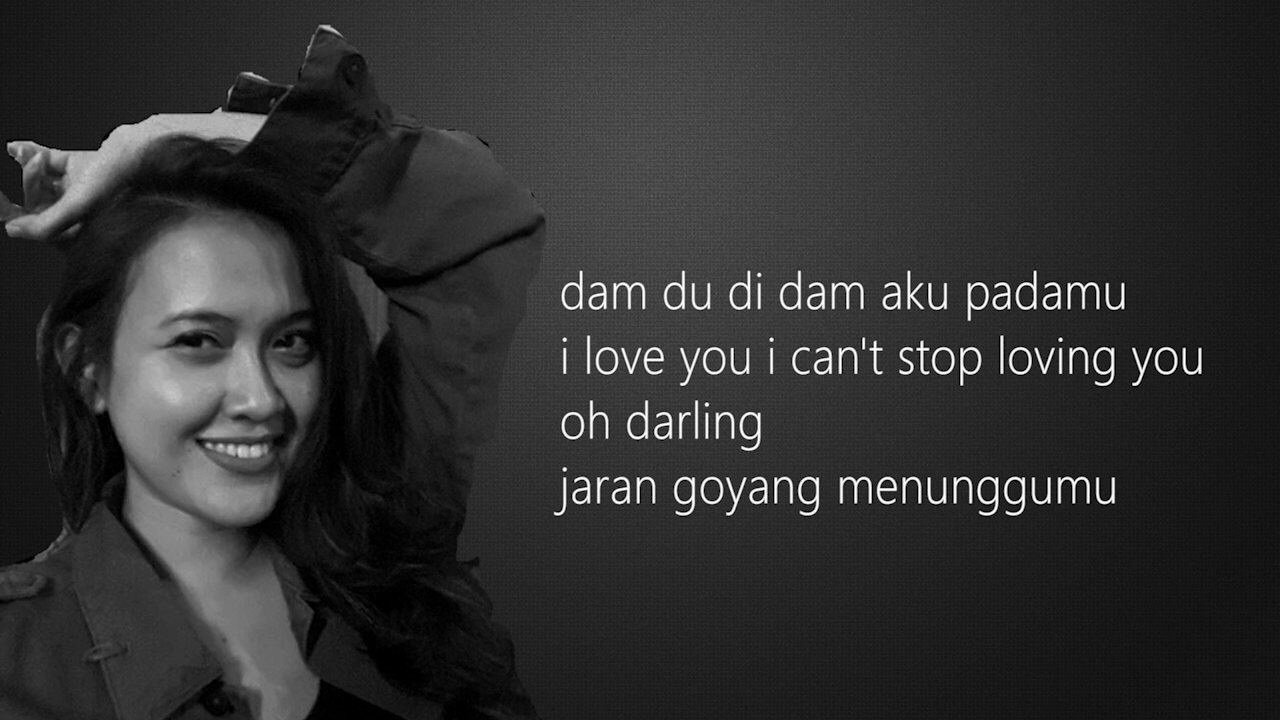 dam du di dam aku padamu
i love you i can't stop loving you
oh darling
jaran goyang menunggumu